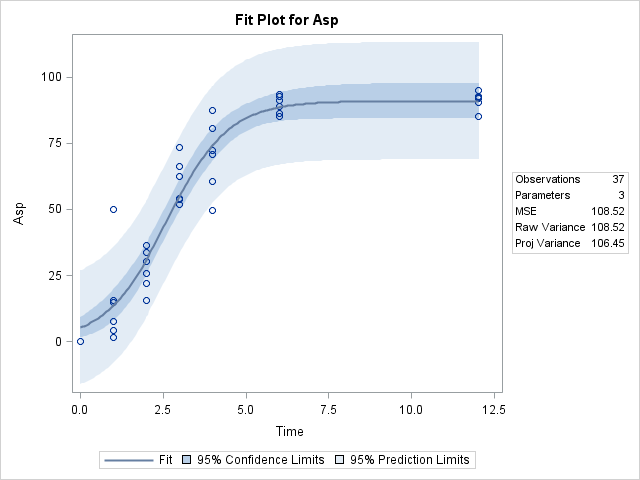 Fit Plot for Asp
Asp
100
75
50
25
0
0.0 2.5 5.0 7.5 10.0 12.5
Time
Observations 37
Parameters 3
MSE 108.52
Raw Variance 108.52
Proj Variance 106.45
Fit 95% Confidence Limits 95% Prediction Limits